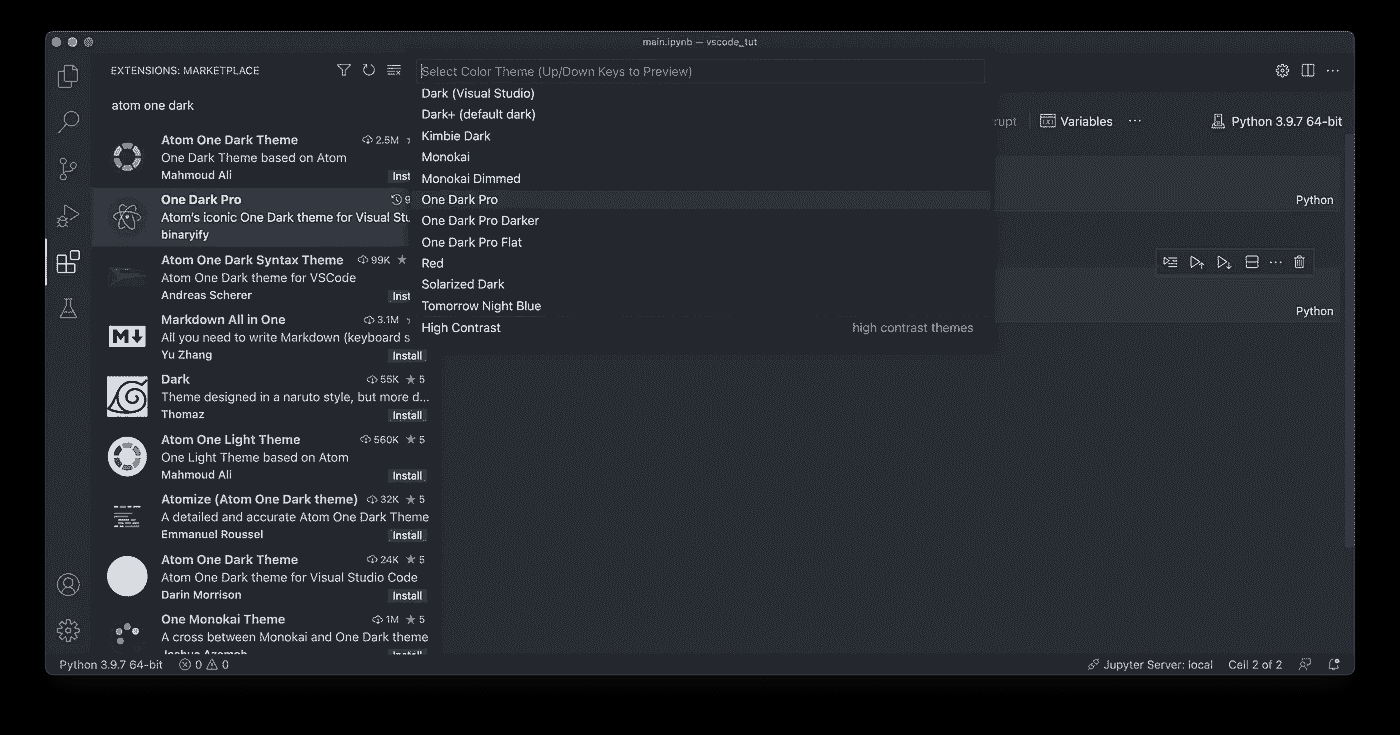 main.ipynb — vscode_tut
EXTENSIONS: MARKETPLACE
atom one dark
Atom One Dark Theme 2.5M
One Dark Theme based on Atom
Mahmoud Ali
One Dark Pro 9
Atom's iconic One Dark theme for Visual Stu
binaryify
Atom One Dark Syntax Theme 99K
Atom One Dark theme for VSCode
Andreas Scherer
Markdown All in One 3.1M
All you need to write Markdown (keyboard s
Yu Zhang Install
Dark 55K 5
Theme designed in a naruto style, but more d...
Thomaz Install
Atom One Light Theme 560K 5
One Light Theme based on Atom
Mahmoud Ali Install
Atomize (Atom One Dark theme) 32K 5
A detailed and accurate Atom One Dark Theme
Emmanuel Roussel Install
Atom One Dark Theme 24K 5
Atom One Dark theme for Visual Studio Code
Darin Morrison Install
One Monokai Theme 1M 5
A cross between Monokai and One Dark theme
Select Color Theme (Up/Down Keys to Preview)
Dark (Visual Studio)
Dark+ (default dark)
Kimbie Dark
Monokai
Monokai Dimmed
One Dark Pro
One Dark Pro Darker
One Dark Pro Flat
Red
Solarized Dark
Tomorrow Night Blue
High Contrast high contrast themes
Variables ··· Python 3.9.7 64-bit
Python
Python
Python 3.9.7 64-bit 0 0
Jupyter Server: local Cell 2 of 2